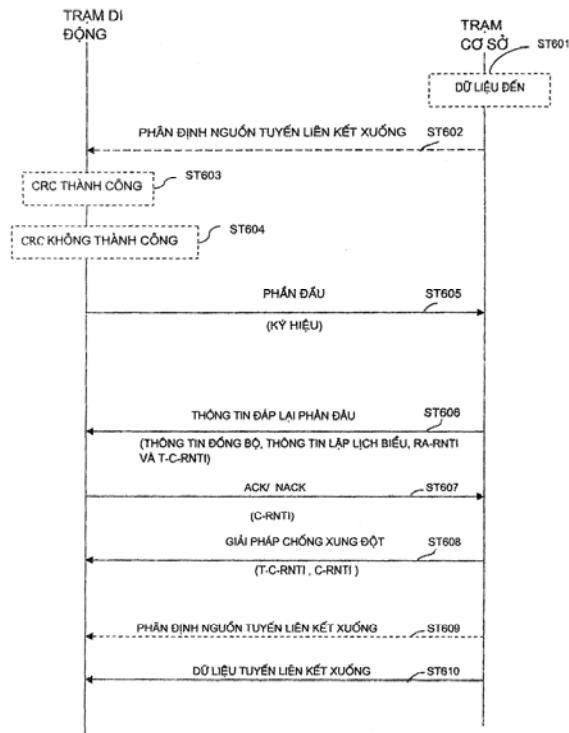 TRẠM DI
ĐỘNG
TRẠM
CƠ SỞ
ST601
DỮ LIỆU ĐẾN
PHÂN ĐỊNH NGUỒN TUYẾN LIÊN KẾT XUỐNG
ST602
CRC THÀNH CÔNG
ST603
CRC KHÔNG THÀNH CÔNG
ST604
PHẦN ĐẦU
ST605
(KÝ HIỆU)
THÔNG TIN ĐÁP LẠI PHẦN ĐẦU
ST606
(THÔNG TIN ĐỒNG BỘ, THÔNG TIN LẬP LỊCH BIỂU, RA-RNTI
VÀ T-C-RNTI)
ACK/ NACK
ST607
(C-RNTI)
GIẢI PHÁP CHỐNG XUNG ĐỘT
ST608
(T-C-RNTI , C-RNTI )
PHÂN ĐỊNH NGUỒN TUYẾN LIÊN KẾT XUỐNG
ST609
DỮ LIỆU TUYẾN LIÊN KẾT XUỐNG
ST610